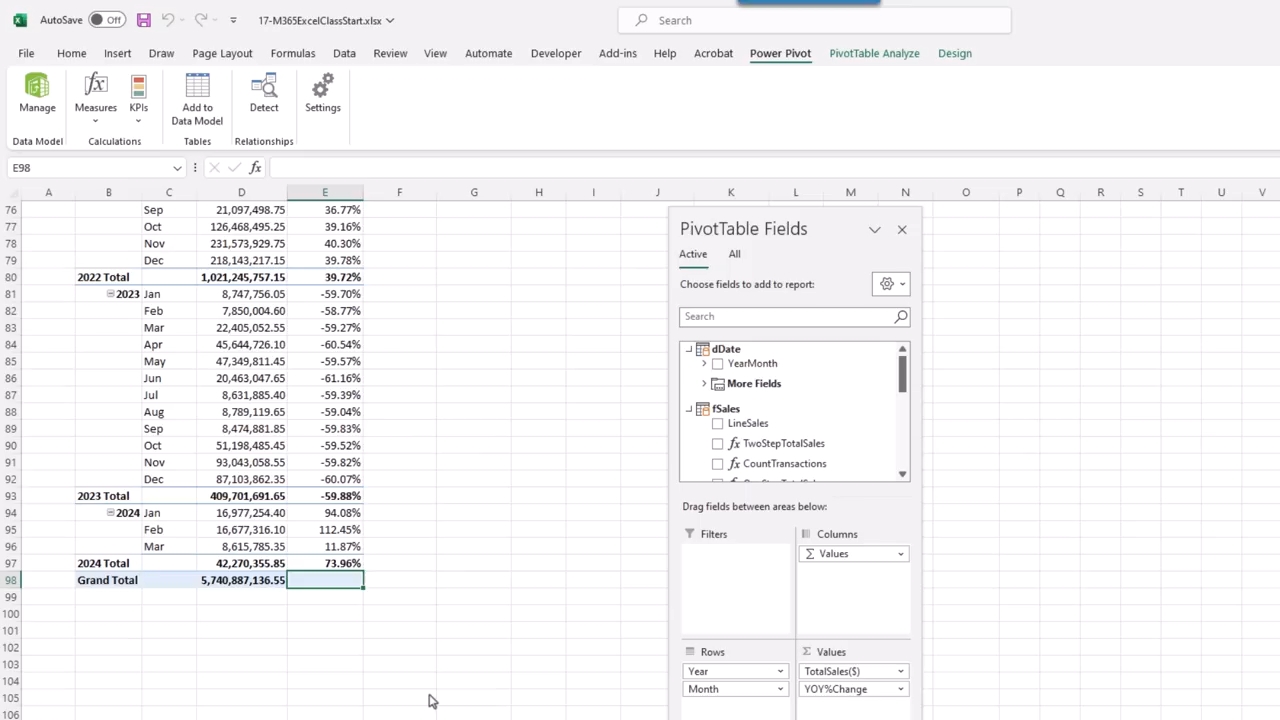 AutoSave Off 17-M365ExcelClassStart.xlsx Search
File Home Insert Draw Page Layout Formulas Data Review View Automate Developer Add-ins Help Acrobat Power Pivot PivotTable Analyze Design
Manage Measures KPIs Add to Data Model Detect Settings
Data Model Calculations Tables Relationships
E98 fx
A B C D E F G H I J K L M N O P Q R S T U V
76 Sep 21,097,498.75 36.77%
77 Oct 126,468,495.25 39.16%
78 Nov 231,573,929.75 40.30%
79 Dec 218,143,217.15 39.78%
80 2022 Total 1,021,245,757.15 39.72%
81 2023 Jan 8,747,756.05 -59.70%
82 Feb 7,850,004.60 -58.77%
83 Mar 22,405,052.55 -59.27%
84 Apr 45,644,726.10 -60.54%
85 May 47,349,811.45 -59.57%
86 Jun 20,463,047.65 -61.16%
87 Jul 8,631,885.40 -59.39%
88 Aug 8,789,119.65 -59.04%
89 Sep 8,474,881.85 -59.83%
90 Oct 51,198,485.45 -59.52%
91 Nov 93,043,058.55 -59.82%
92 Dec 87,103,862.35 -60.07%
93 2023 Total 409,701,691.65 -59.88%
94 2024 Jan 16,977,254.40 94.08%
95 Feb 16,677,316.10 112.45%
96 Mar 8,615,785.35 11.87%
97 2024 Total 42,270,355.85 73.96%
98 Grand Total 5,740,887,136.55
99
100
101
102
103
104
105
106
PivotTable Fields
Active All
Choose fields to add to report:
Search
dDate
YearMonth
More Fields
fSales
LineSales
fx TwoStepTotalSales
fx CountTransactions
Drag fields between areas below:
Filters Columns
Σ Values
Rows Σ Values
Year TotalSales($)
Month YOY%Change